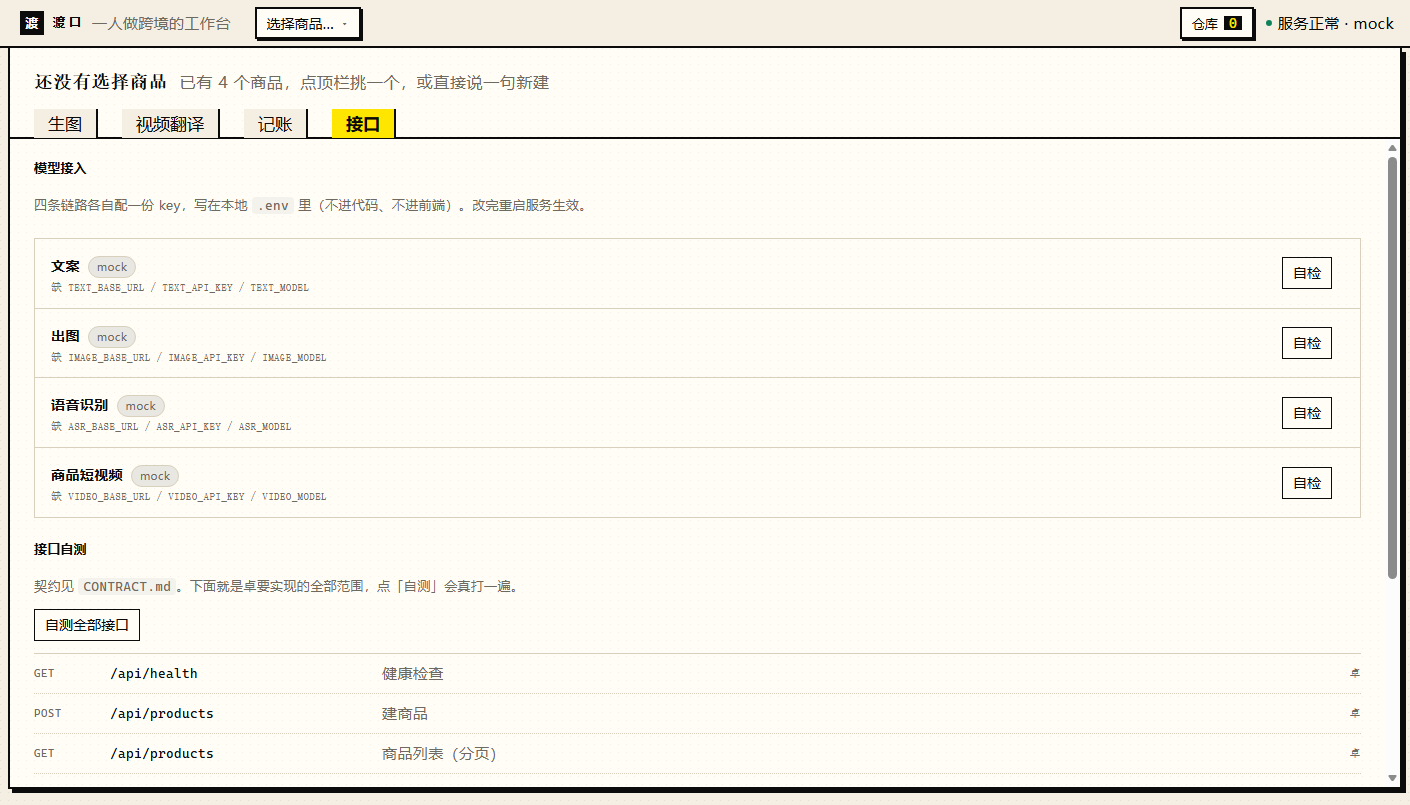 渡 渡口 一人做跨境的工作台 选择商品... 仓库 0 服务正常 · mock
还没有选择商品 已有 4 个商品，点顶栏挑一个，或直接说一句新建
生图 视频翻译 记账 接口
模型接入
四条链路各自配一份 key，写在本地 .env 里（不进代码、不进前端）。改完重启服务生效。
文案 mock
缺 TEXT_BASE_URL / TEXT_API_KEY / TEXT_MODEL
自检
出图 mock
缺 IMAGE_BASE_URL / IMAGE_API_KEY / IMAGE_MODEL
自检
语音识别 mock
缺 ASR_BASE_URL / ASR_API_KEY / ASR_MODEL
自检
商品短视频 mock
缺 VIDEO_BASE_URL / VIDEO_API_KEY / VIDEO_MODEL
自检
接口自测
契约见 CONTRACT.md。下面就是卓要实现的全部范围，点「自测」会真打一遍。
自测全部接口
GET /api/health 健康检查 卓
POST /api/products 建商品 卓
GET /api/products 商品列表（分页） 卓